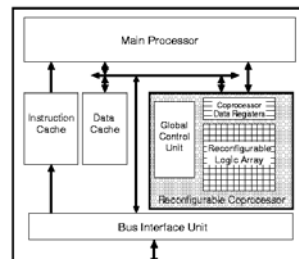 Main Processor
Instruction
Cache
Data
Cache
Global
Control
Unit
Coprocessor
Data Registers
Reconfigurable
Logic Array
Reconfigurable Coprocessor
Bus Interface Unit